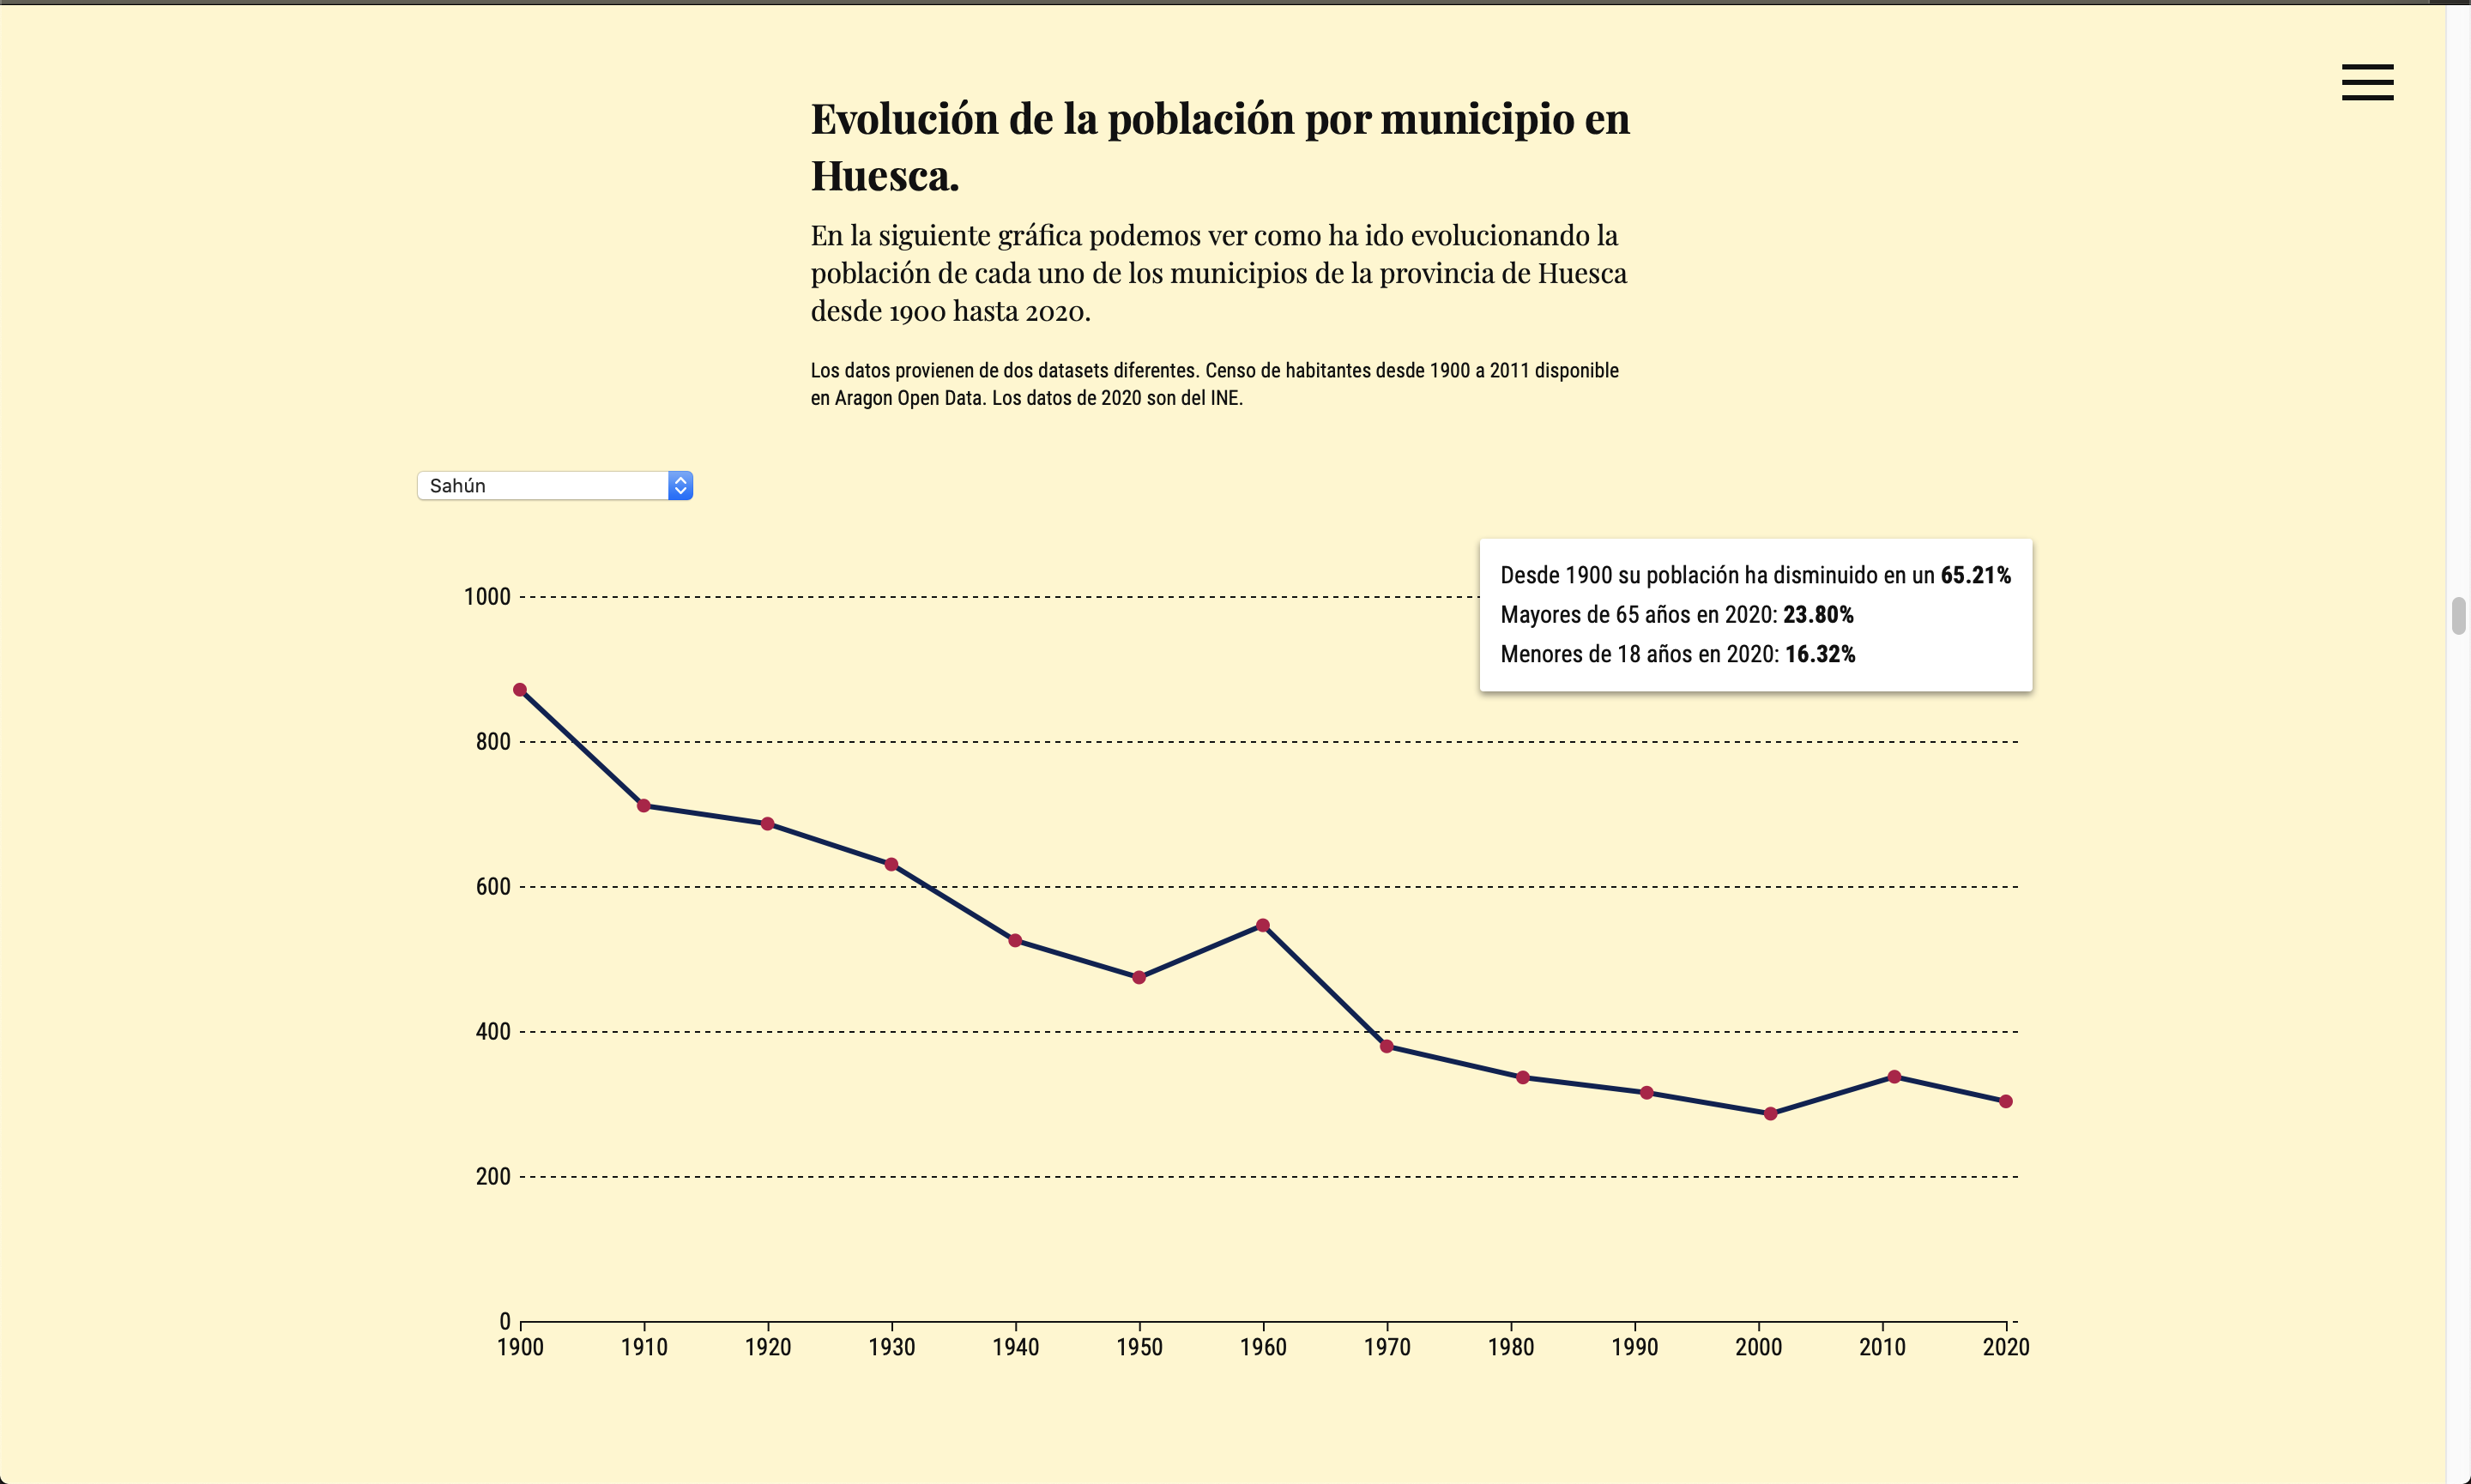 Evolución de la población por municipio en
Huesca.
En la siguiente gráfica podemos ver como ha ido evolucionando la
población de cada uno de los municipios de la provincia de Huesca
desde 1900 hasta 2020.
Los datos provienen de dos datasets diferentes. Censo de habitantes desde 1900 a 2011 disponible
en Aragon Open Data. Los datos de 2020 son del INE.
Sahún
Desde 1900 su población ha disminuido en un 65.21%
Mayores de 65 años en 2020: 23.80%
Menores de 18 años en 2020: 16.32%
1000
800
600
400
200
0
1900 1910 1920 1930 1940 1950 1960 1970 1980 1990 2000 2010 2020